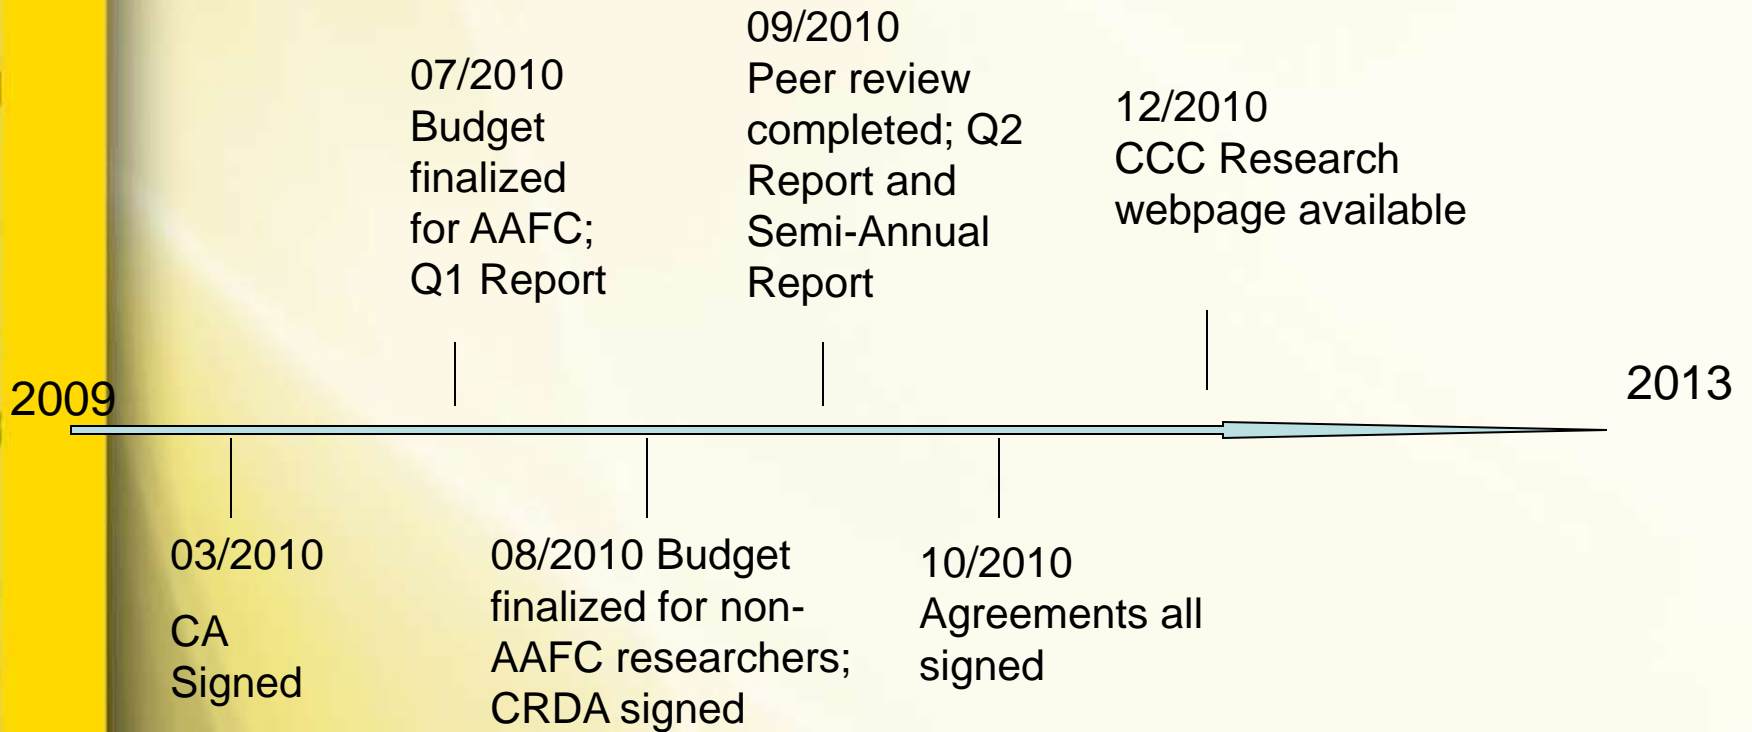 09/2010
Peer review
completed; Q2
Report and
Semi-Annual
Report
07/2010
Budget
finalized
for AAFC;
Q1 Report
12/2010
CCC Research
webpage available
2009
2013
03/2010
CA
Signed
08/2010 Budget
finalized for non-
AAFC researchers;
CRDA signed
10/2010
Agreements all
signed